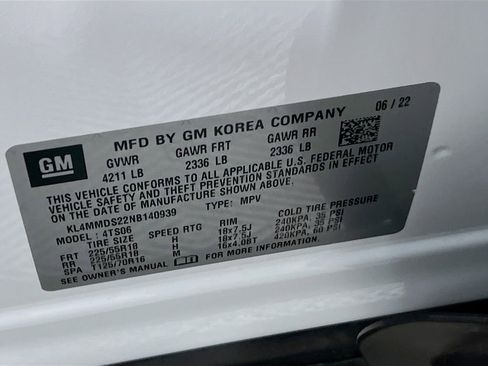 06 / 22
MFD BY GM KOREA COMPANY
GM
GVWR GAWR FRT GAWR RR
4211 LB 2336 LB 2336 LB
THIS VEHICLE CONFORMS TO ALL APPLICABLE U.S. FEDERAL MOTOR
VEHICLE SAFETY AND THEFT PREVENTION STANDARDS IN EFFECT
ON THE DATE OF MANUFACTURE SHOWN ABOVE.
KL4MMDS22NB140939 TYPE: MPV
MODEL: 4TS06
SPEED RTG RIM COLD TIRE PRESSURE
FRT 225/55R18 H 18x7.5J 240KPA, 35 PSI
RR 225/55R18 H 18x7.5J 240KPA, 35 PSI
SPA T125/70R16 M 16x4.0BT 420KPA, 60 PSI
SEE OWNER'S MANUAL FOR MORE INFORMATION